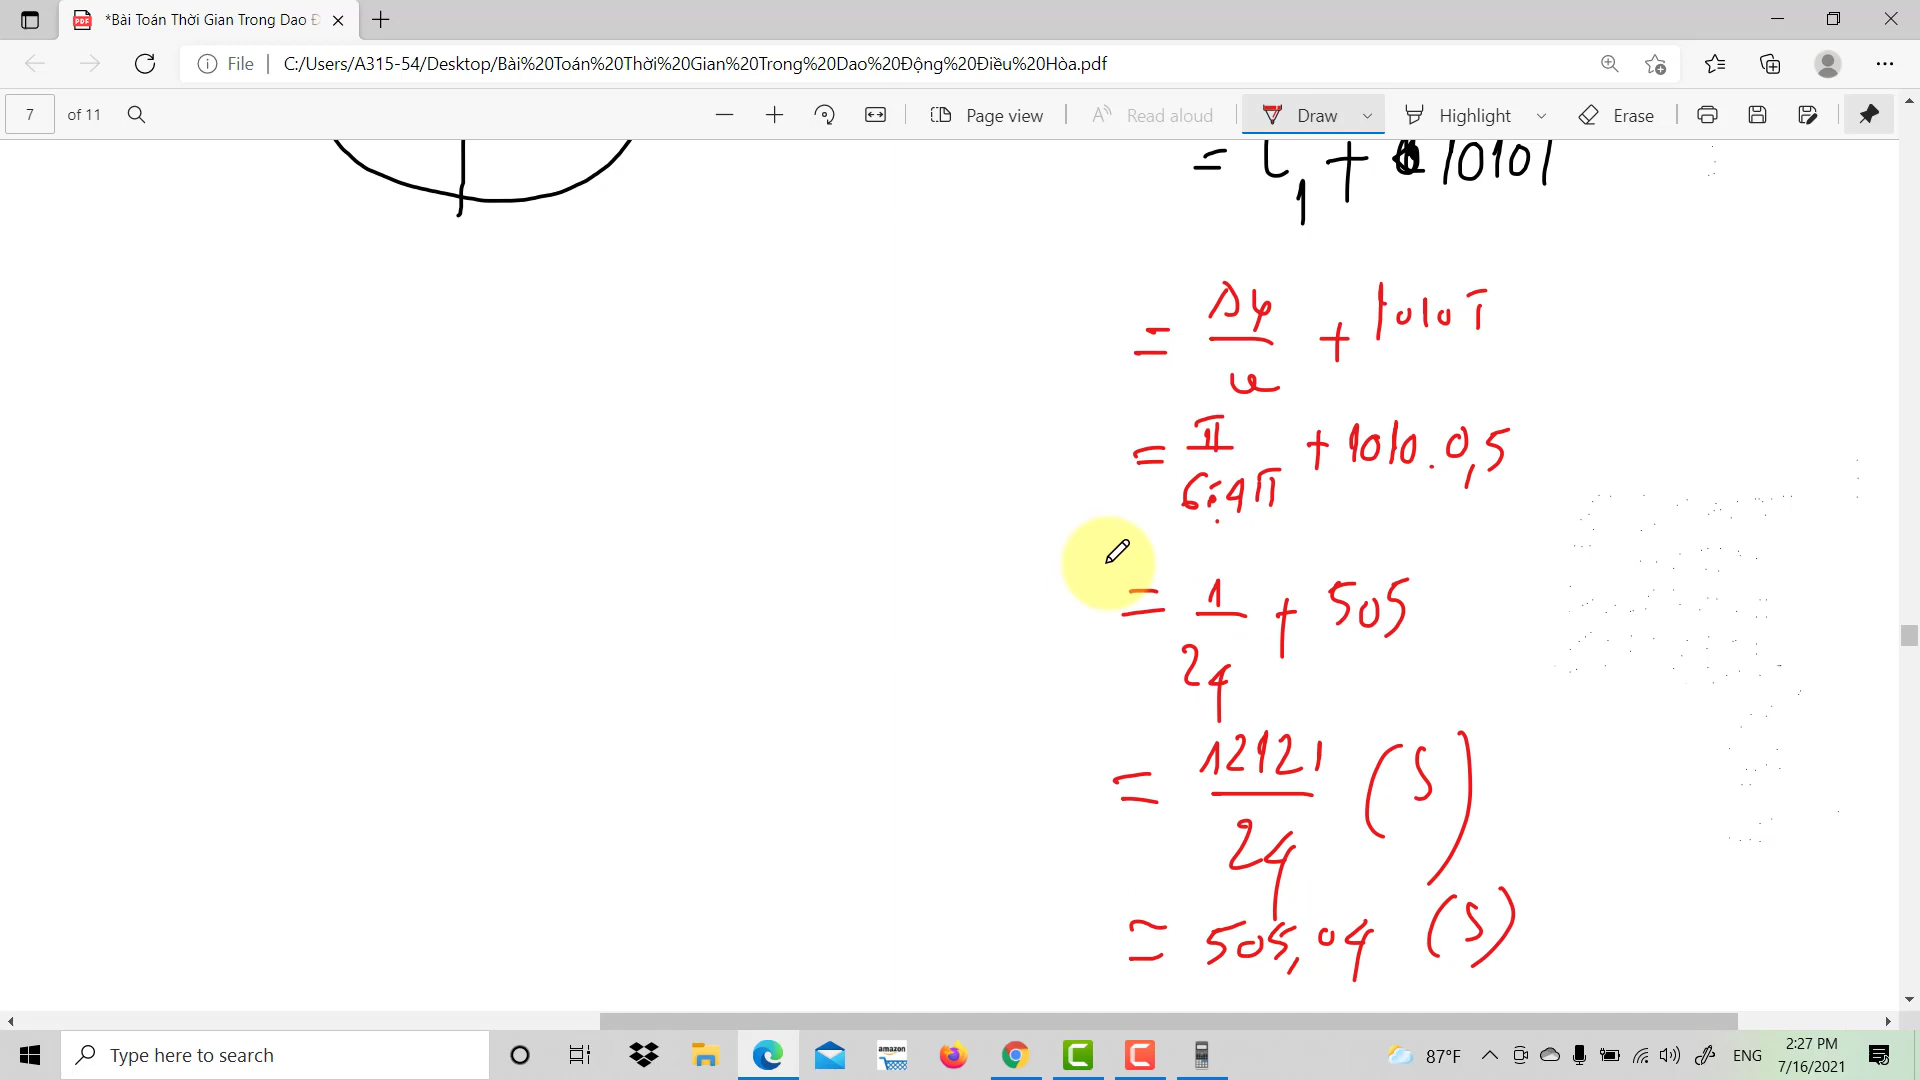 *Bài Toán Thời Gian Trong Dao Đ
File
C:/Users/A315-54/Desktop/Bài%20Toán%20Thời%20Gian%20Trong%20Dao%20Động%20Điều%20Hòa.pdf
7 of 11
Page view
Read aloud
Draw
Highlight
Erase
+ 1010T
= Δφ/ω + 1010T
= π/6:4π + 1010.0,5
= 1/24 + 505
= 12121/24 (s)
≃ 505,04 (s)
Type here to search
amazon
87°F
ENG
2:27 PM
7/16/2021